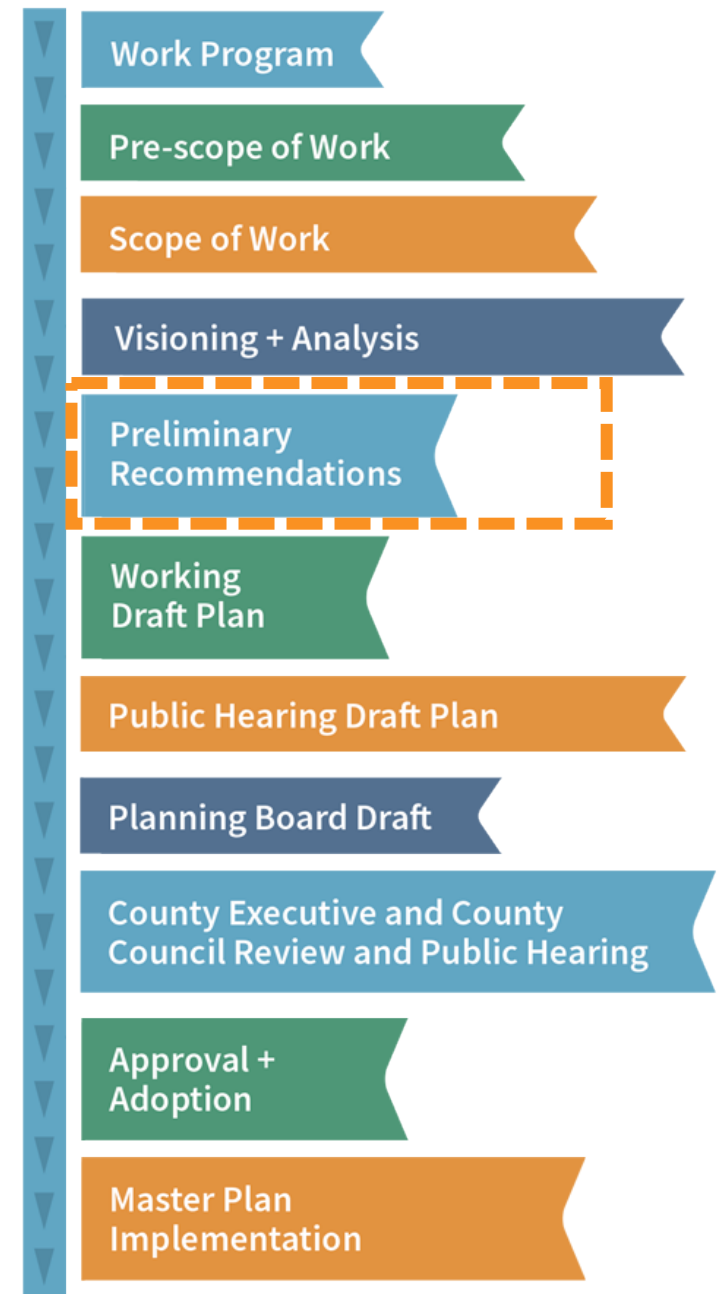 Work Program
Pre-scope of Work
Scope of Work
Visioning + Analysis
Preliminary
Recommendations
Working
Draft Plan
Public Hearing Draft Plan
Planning Board Draft
County Executive and County
Council Review and Public Hearing
Approval +
Adoption
Master Plan
Implementation